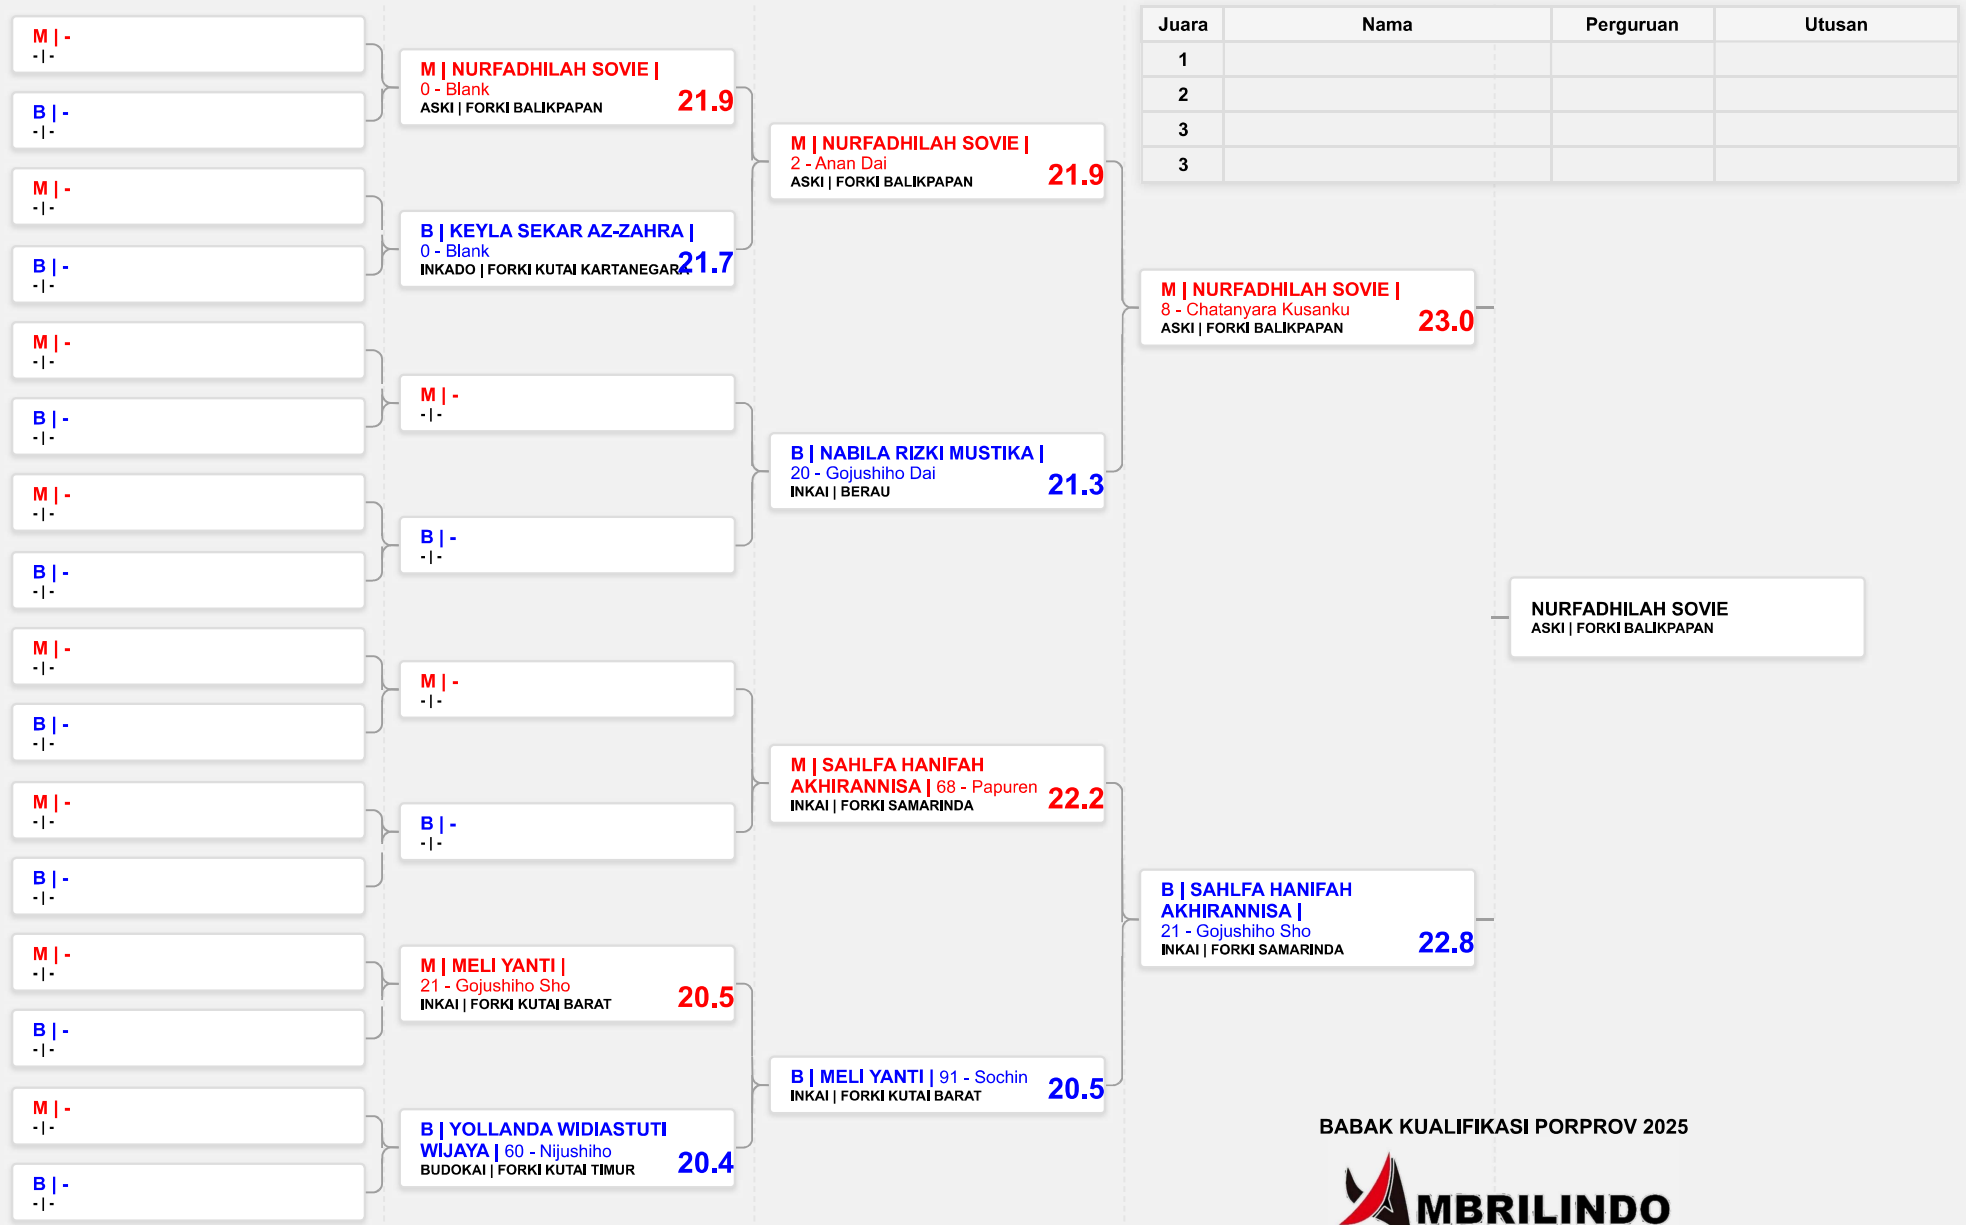 M | -
- | -
B | -
- | -
M | -
- | -
B | -
- | -
M | -
- | -
B | -
- | -
M | -
- | -
B | -
- | -
M | -
- | -
B | -
- | -
M | -
- | -
B | -
- | -
M | -
- | -
B | -
- | -
M | -
- | -
B | -
- | -
M | NURFADHILAH SOVIE |
0 - Blank
ASKI | FORKI BALIKPAPAN
21.9
B | KEYLA SEKAR AZ-ZAHRA |
0 - Blank
INKADO | FORKI KUTAI KARTANEGARA
21.7
M | -
- | -
B | -
- | -
M | -
- | -
B | -
- | -
M | MELI YANTI |
21 - Gojushiho Sho
INKAI | FORKI KUTAI BARAT
20.5
B | YOLLANDA WIDIASTUTI
WIJAYA | 60 - Nijushiho
BUDOKAI | FORKI KUTAI TIMUR
20.4
M | NURFADHILAH SOVIE |
2 - Anan Dai
ASKI | FORKI BALIKPAPAN
21.9
B | NABILA RIZKI MUSTIKA |
20 - Gojushiho Dai
INKAI | BERAU
21.3
M | SAHLFA HANIFAH
AKHIRANNISA | 68 - Papuren
INKAI | FORKI SAMARINDA
22.2
B | MELI YANTI | 91 - Sochin
INKAI | FORKI KUTAI BARAT
20.5
M | NURFADHILAH SOVIE |
8 - Chatanyara Kusanku
ASKI | FORKI BALIKPAPAN
23.0
B | SAHLFA HANIFAH
AKHIRANNISA |
21 - Gojushiho Sho
INKAI | FORKI SAMARINDA
22.8
NURFADHILAH SOVIE
ASKI | FORKI BALIKPAPAN
Juara Nama Perguruan Utusan
1
2
3
3
BABAK KUALIFIKASI PORPROV 2025
MBRILINDO